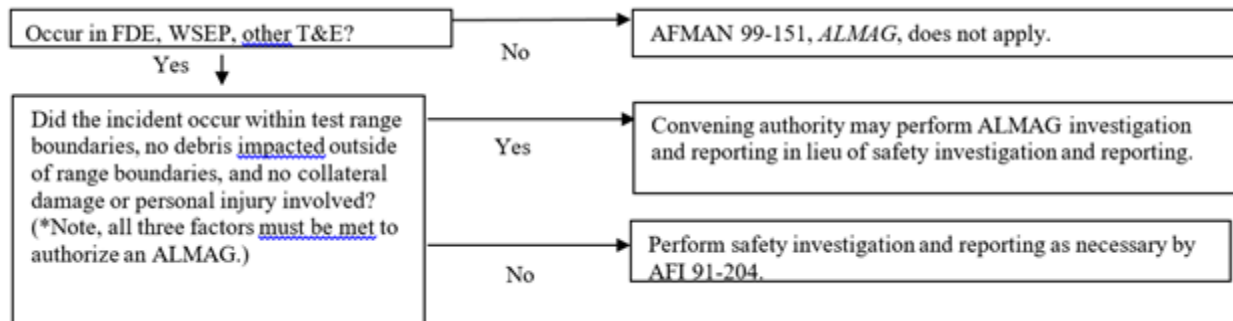 Occur in FDE, WSEP, other T&E?
No
AFMAN 99-151, ALMAG, does not apply.
Yes
Did the incident occur within test range
boundaries, no debris impacted outside
of range boundaries, and no collateral
damage or personal injury involved?
(*Note, all three factors must be met to
authorize an ALMAG.)
Yes
Convening authority may perform ALMAG investigation
and reporting in lieu of safety investigation and reporting.
No
Perform safety investigation and reporting as necessary by
AFI 91-204.